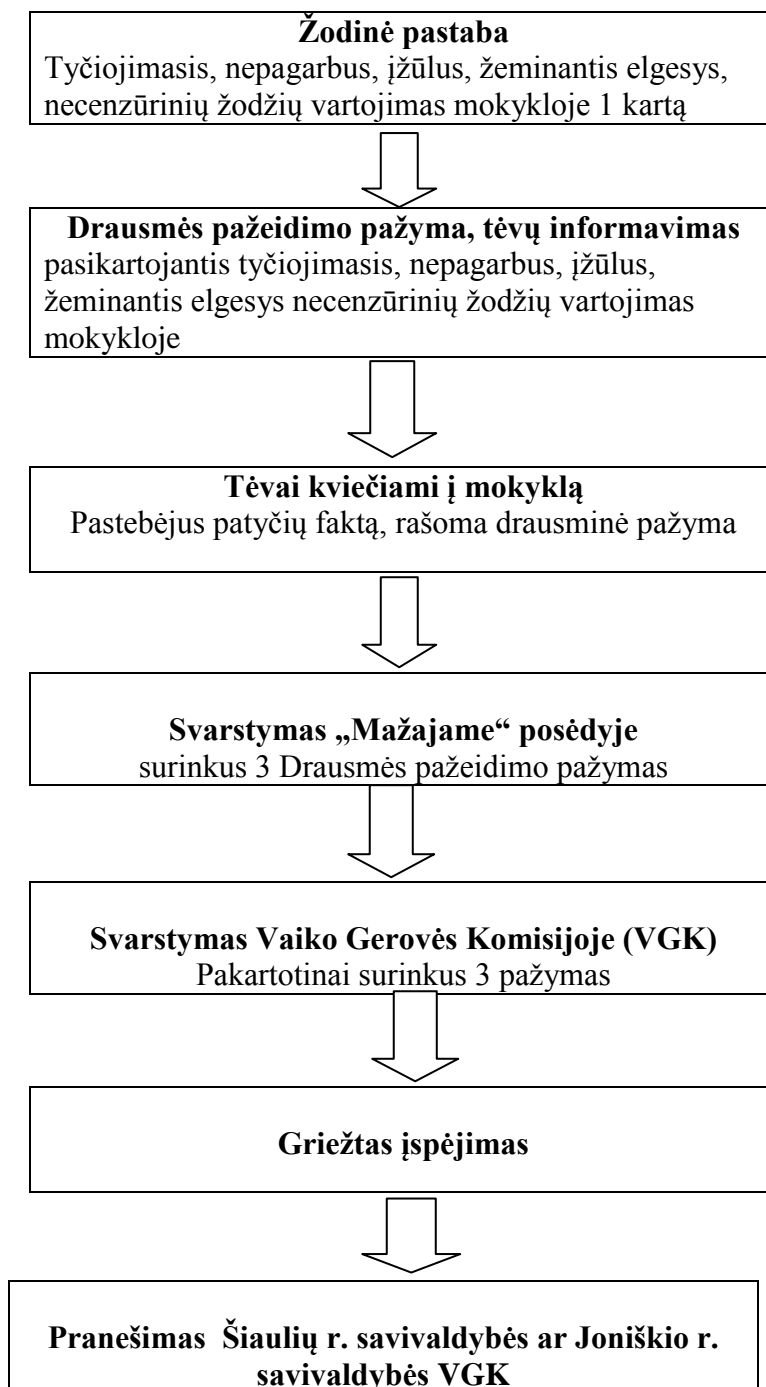 Žodinė pastaba
Tyčiojimasis, nepagarbus, įžūlus, žeminantis elgesys,
necenzūrinių žodžių vartojimas mokykloje 1 kartą
Drausmės pažeidimo pažyma, tėvų informavimas
pasikartojantis tyčiojimasis, nepagarbus, įžūlus,
žeminantis elgesys necenzūrinių žodžių vartojimas
mokykloje
Tėvai kviečiami į mokyklą
Pastebėjus patyčių faktą, rašoma drausminė pažyma
Svarstymas „Mažajame“ posėdyje
surinkus 3 Drausmės pažeidimo pažymas
Svarstymas Vaiko Gerovės Komisijoje (VGK)
Pakartotinai surinkus 3 pažymas
Griežtas įspėjimas
Pranešimas Šiaulių r. savivaldybės ar Joniškio r.
savivaldybės VGK